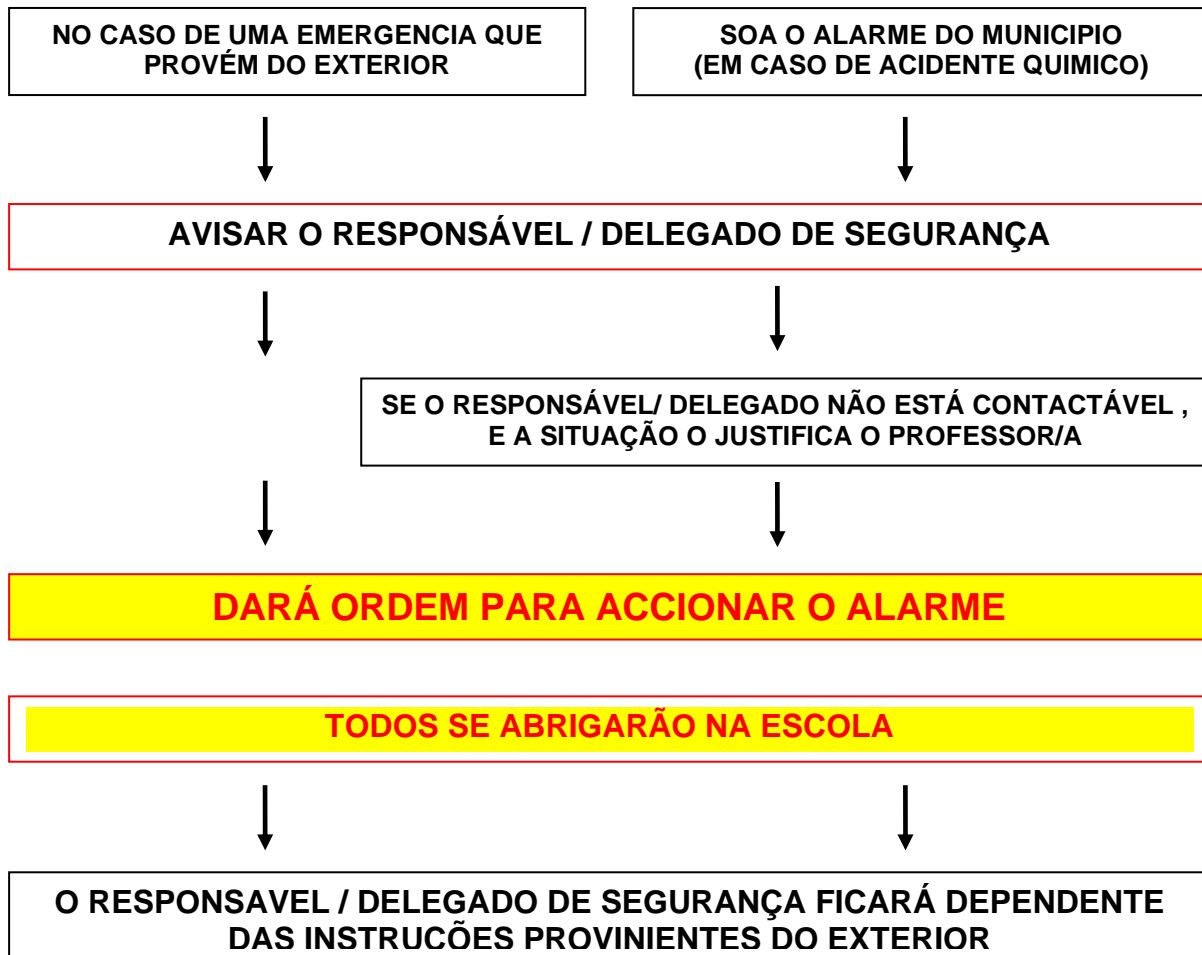 NO CASO DE UMA EMERGENCIA QUE
PROVÉM DO EXTERIOR
SOA O ALARME DO MUNICIPIO
(EM CASO DE ACIDENTE QUIMICO)
AVISAR O RESPONSÁVEL / DELEGADO DE SEGURANÇA
SE O RESPONSÁVEL/ DELEGADO NÃO ESTÁ CONTACTÁVEL ,
E A SITUAÇÃO O JUSTIFICA O PROFESSOR/A
DARÁ ORDEM PARA ACCIONAR O ALARME
TODOS SE ABRIGARÃO NA ESCOLA
O RESPONSAVEL / DELEGADO DE SEGURANÇA FICARÁ DEPENDENTE
DAS INSTRUÇÕES PROVINIENTES DO EXTERIOR